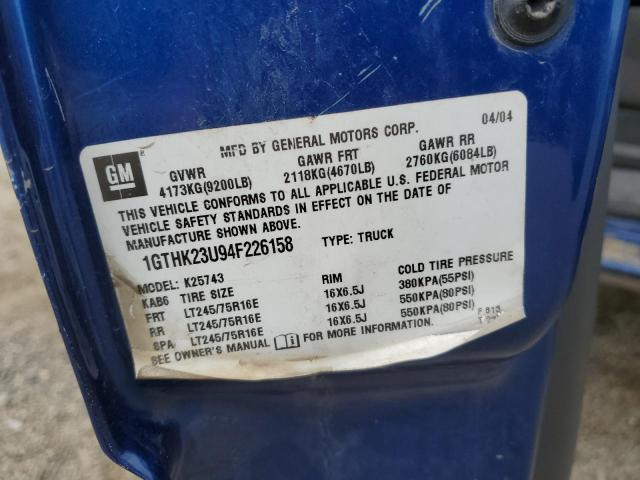 MFD BY GENERAL MOTORS CORP. 04/04
GM GVWR GAWR FRT GAWR RR
4173KG(9200LB) 2118KG(4670LB) 2760KG(6084LB)
THIS VEHICLE CONFORMS TO ALL APPLICABLE U.S. FEDERAL MOTOR
VEHICLE SAFETY STANDARDS IN EFFECT ON THE DATE OF
MANUFACTURE SHOWN ABOVE.
1GTHK23U94F226158 TYPE: TRUCK
MODEL: K25743
KAB6 TIRE SIZE RIM COLD TIRE PRESSURE
FRT LT245/75R16E 16X6.5J 380KPA(55PSI)
RR LT245/75R16E 16X6.5J 550KPA(80PSI)
SPA LT245/75R16E 16X6.5J 550KPA(80PSI)
SEE OWNER'S MANUAL FOR MORE INFORMATION.